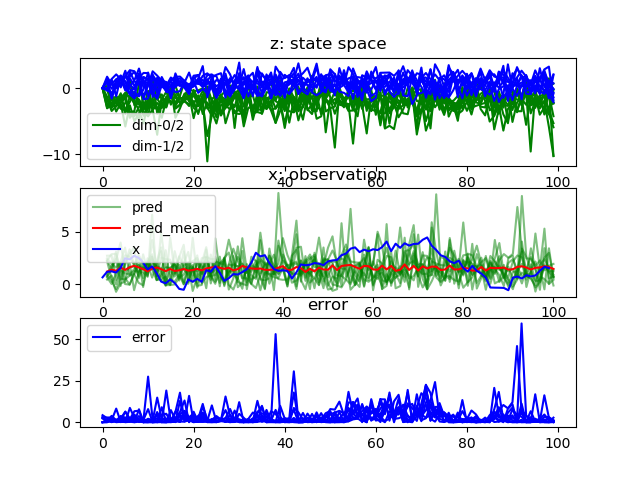 z: state space
0
-10
dim-0/2
dim-1/2
0 20 40 60 80 100
x: observation
5
0
pred
pred_mean
x
0 20 40 60 80 100
error
50
25
0
error
0 20 40 60 80 100